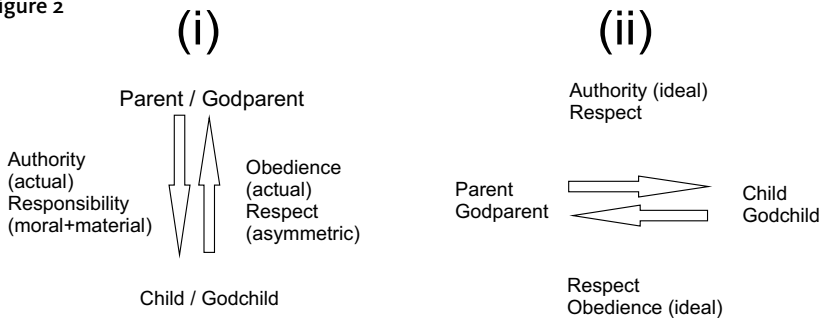 igure 2
(i)
Parent / Godparent
Authority
(actual)
Responsibility
(moral+material)
Obedience
(actual)
Respect
(asymmetric)
Child / Godchild
(ii)
Authority (ideal)
Respect
Parent
Godparent
Child
Godchild
Respect
Obedience (ideal)